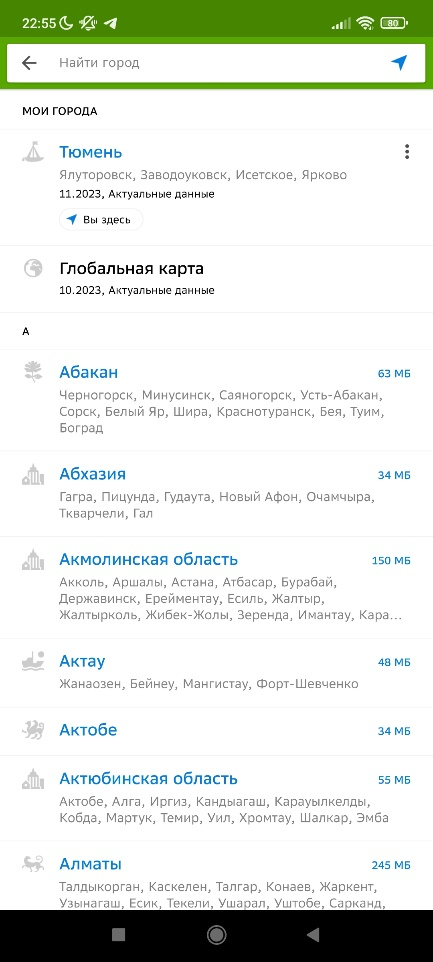 22:55
80
Найти город
МОИ ГОРОДА
Тюмень
Ялуторовск, Заводоуковск, Исетское, Ярково
11.2023, Актуальные данные
Вы здесь
Глобальная карта
10.2023, Актуальные данные
А
Абакан
63 МБ
Черногорск, Минусинск, Саяногорск, Усть-Абакан,
Сорск, Белый Яр, Шира, Краснотуранск, Бея, Туим,
Боград
Абхазия
34 МБ
Гагра, Пицунда, Гудаута, Новый Афон, Очамчыра,
Ткварчели, Гал
Акмолинская область
150 МБ
Акколь, Аршалы, Астана, Атбасар, Бурабай,
Державинск, Ерейментау, Есиль, Жалтыр,
Жалтырколь, Жибек-Жолы, Зеренда, Имантау, Кара...
Актау
48 МБ
Жанаозен, Бейнеу, Мангистау, Форт-Шевченко
Актобе
34 МБ
Актюбинская область
55 МБ
Актобе, Алга, Иргиз, Кандыагаш, Карауылкелды,
Кобда, Мартук, Темир, Уил, Хромтау, Шалкар, Эмба
Алматы
245 МБ
Талдыкорган, Каскелен, Талгар, Конаев, Жаркент,
Узынагаш, Есик, Текели, Ушарал, Уштобе, Сарканд,